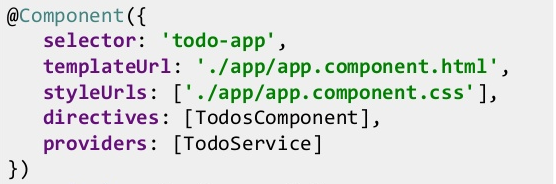 @Component({
   selector: 'todo-app',
   templateUrl: './app/app.component.html',
   styleUrls: ['./app/app.component.css'],
   directives: [TodosComponent],
   providers: [TodoService]
})